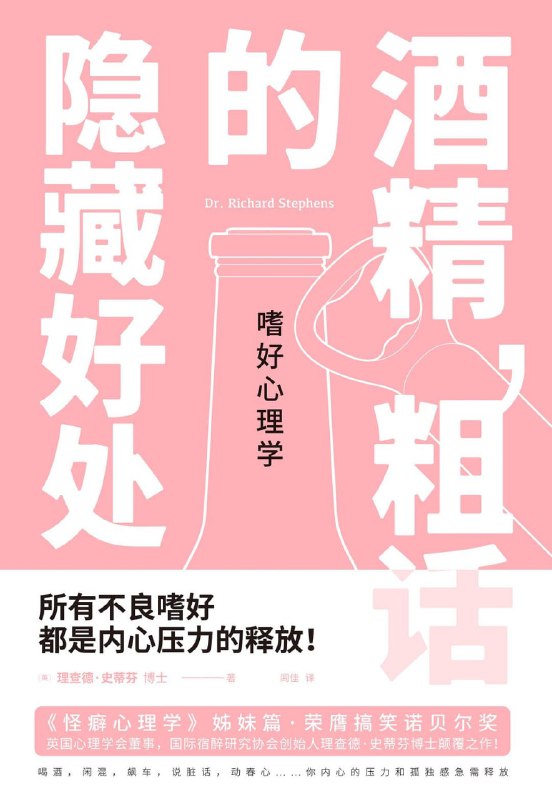 酒精，粗话
的
隐藏好处
Dr. Richard Stephens
嗜好心理学
所有不良嗜好
都是内心压力的释放！
［英］ 理查德·史蒂芬 博士 ——— 著 闾佳 译
《怪癖心理学》姊妹篇·荣膺搞笑诺贝尔奖
英国心理学会董事，国际宿醉研究协会创始人理查德·史蒂芬博士颠覆之作！
喝酒，闲混，飙车，说脏话，动春心……你内心的压力和孤独感急需释放